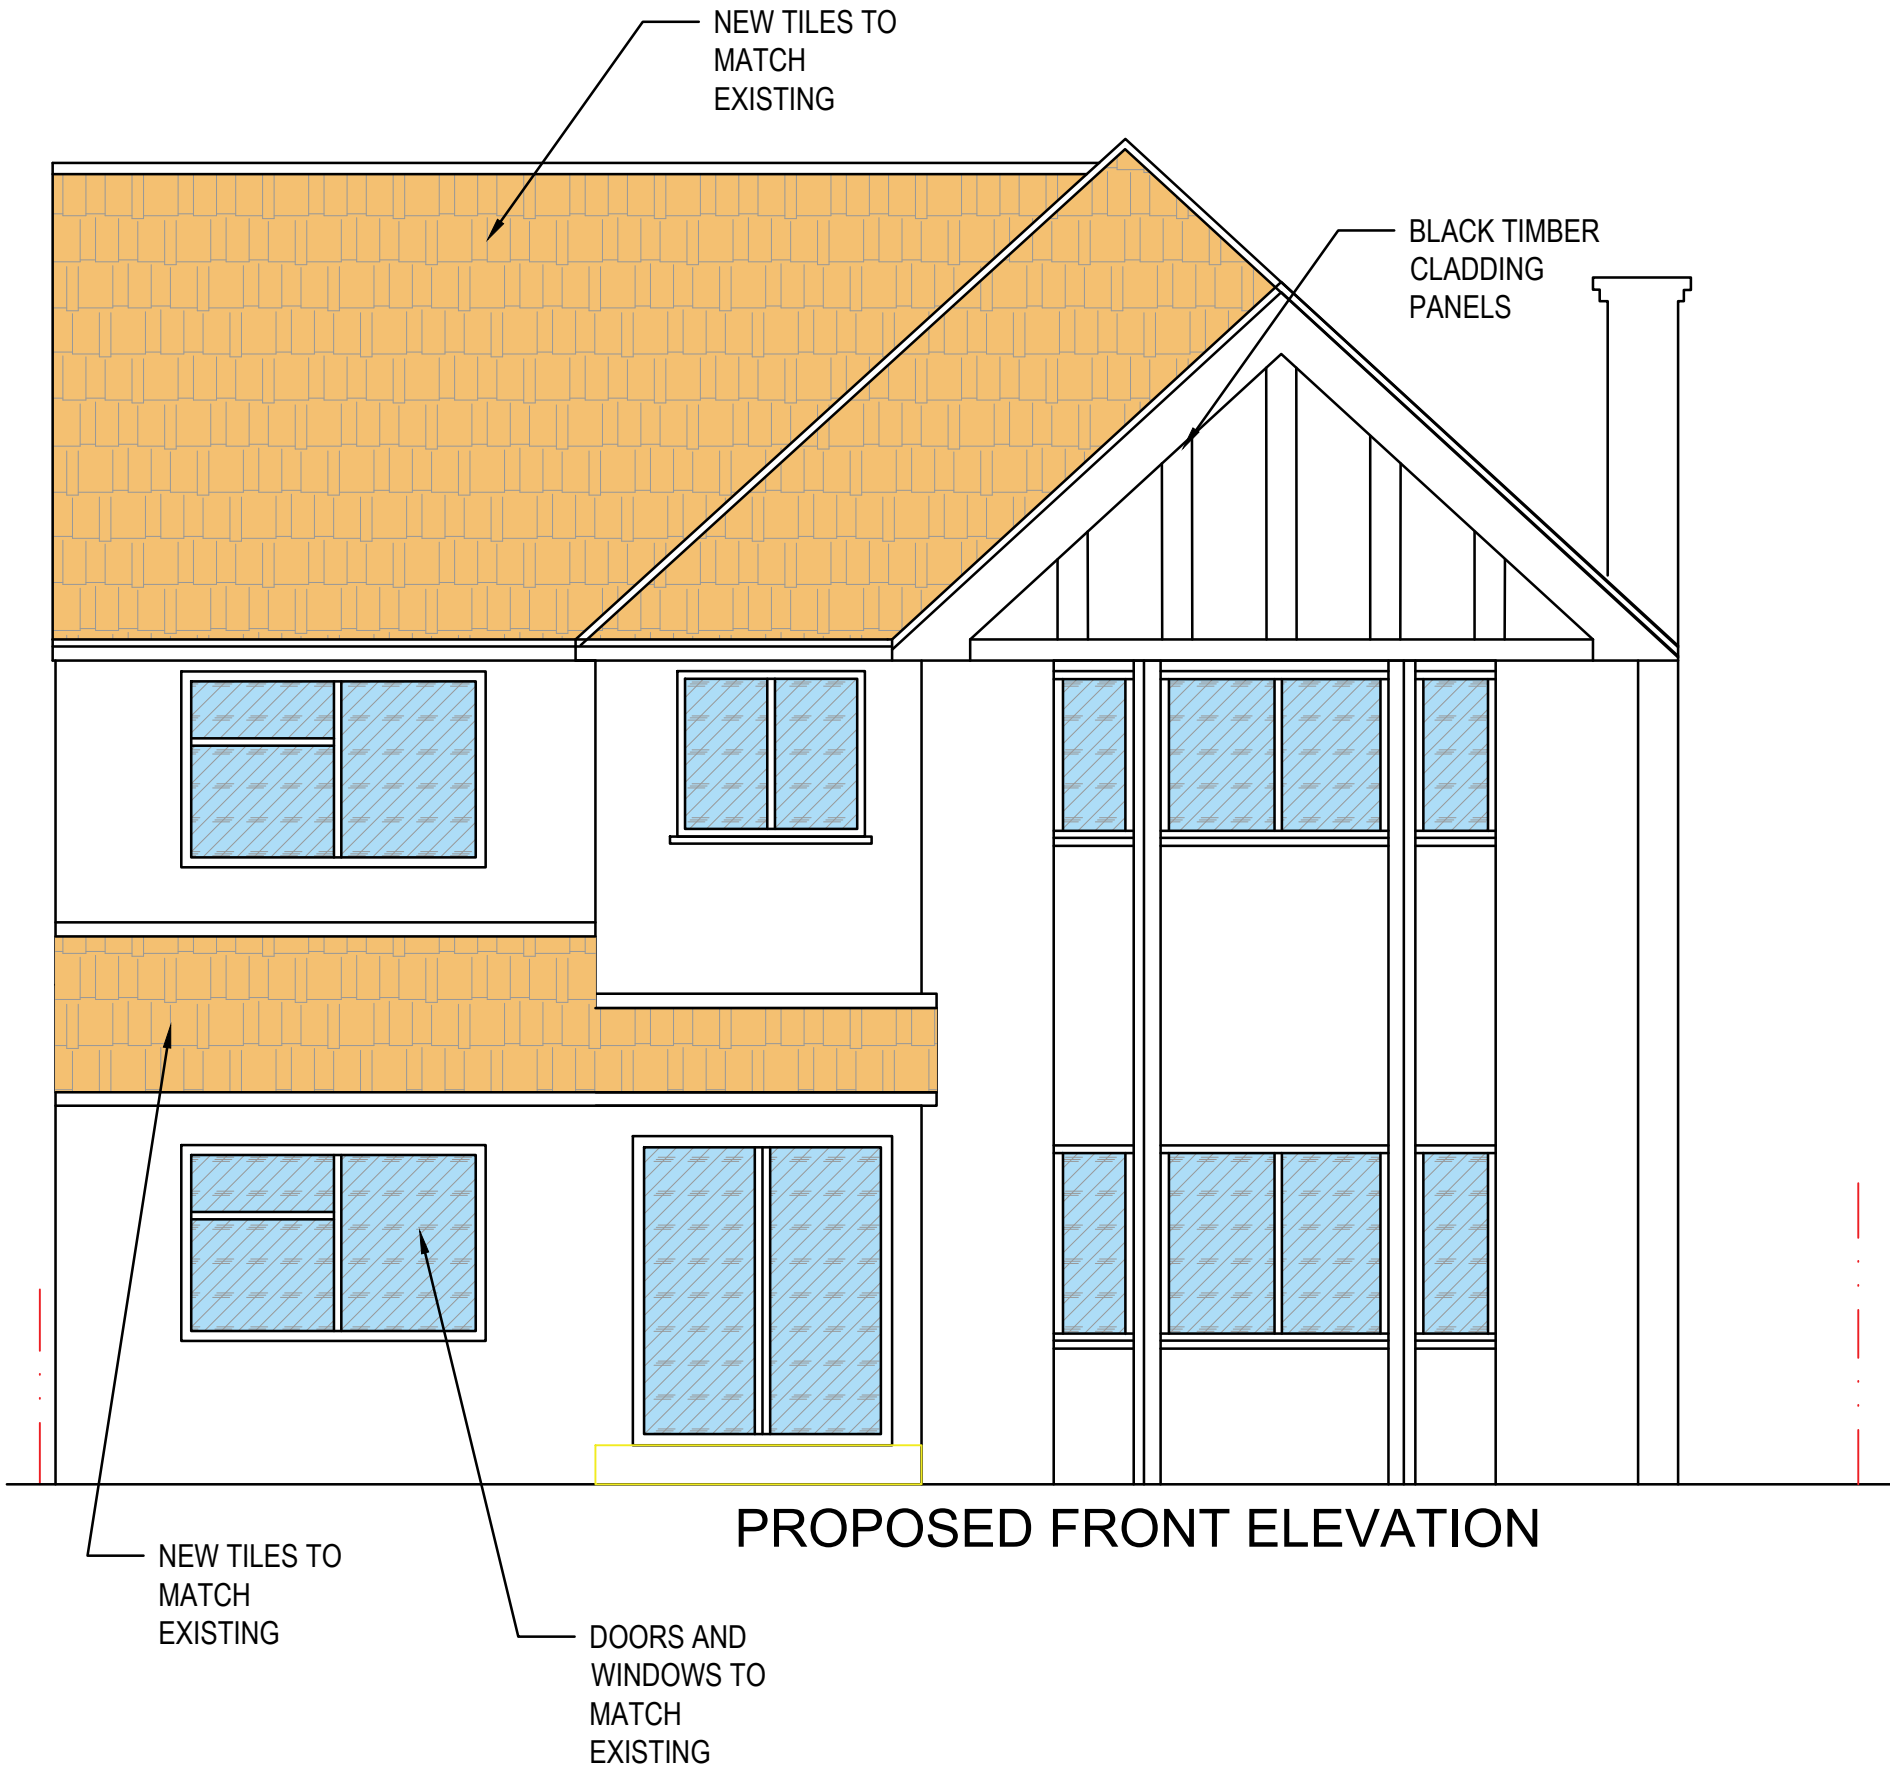 NEW TILES TO
MATCH
EXISTING
BLACK TIMBER
CLADDING
PANELS
PROPOSED FRONT ELEVATION
NEW TILES TO
MATCH
EXISTING
DOORS AND
WINDOWS TO
MATCH
EXISTING